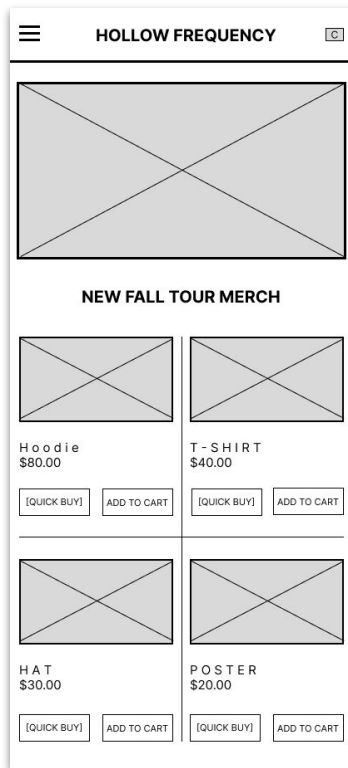 HOLLOW FREQUENCY C
NEW FALL TOUR MERCH
Hoodie
$80.00
[QUICK BUY] ADD TO CART
T-SHIRT
$40.00
[QUICK BUY] ADD TO CART
HAT
$30.00
[QUICK BUY] ADD TO CART
POSTER
$20.00
[QUICK BUY] ADD TO CART